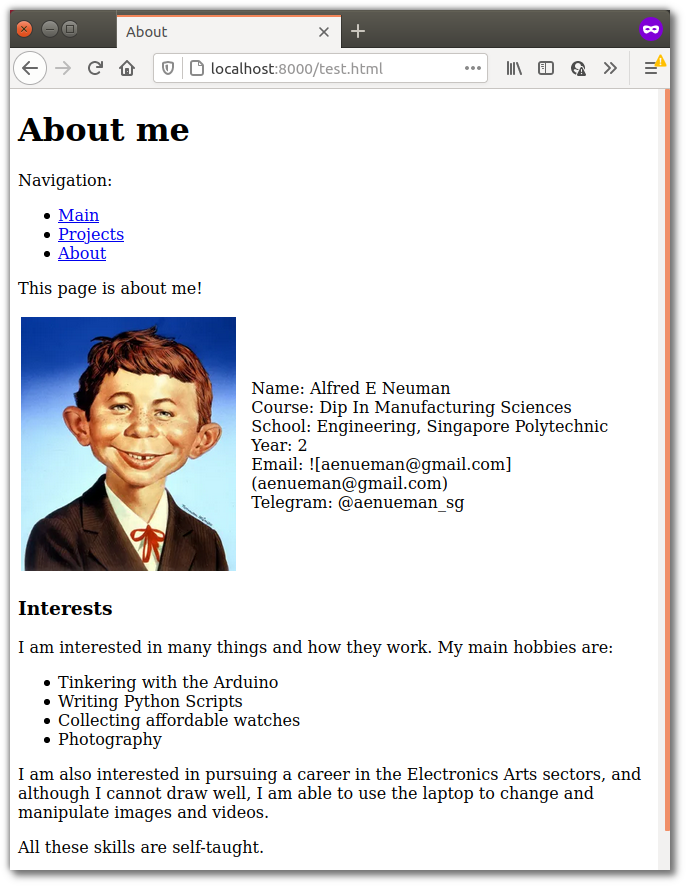 About
localhost:8000/test.html
About me
Navigation:
Main
Projects
About
This page is about me!
Name: Alfred E Neuman
Course: Dip In Manufacturing Sciences
School: Engineering, Singapore Polytechnic
Year: 2
Email: ![aenueman@gmail.com]
(aenueman@gmail.com)
Telegram: @aenueman_sg
Interests
I am interested in many things and how they work. My main hobbies are:
Tinkering with the Arduino
Writing Python Scripts
Collecting affordable watches
Photography
I am also interested in pursuing a career in the Electronics Arts sectors, and
although I cannot draw well, I am able to use the laptop to change and
manipulate images and videos.
All these skills are self-taught.